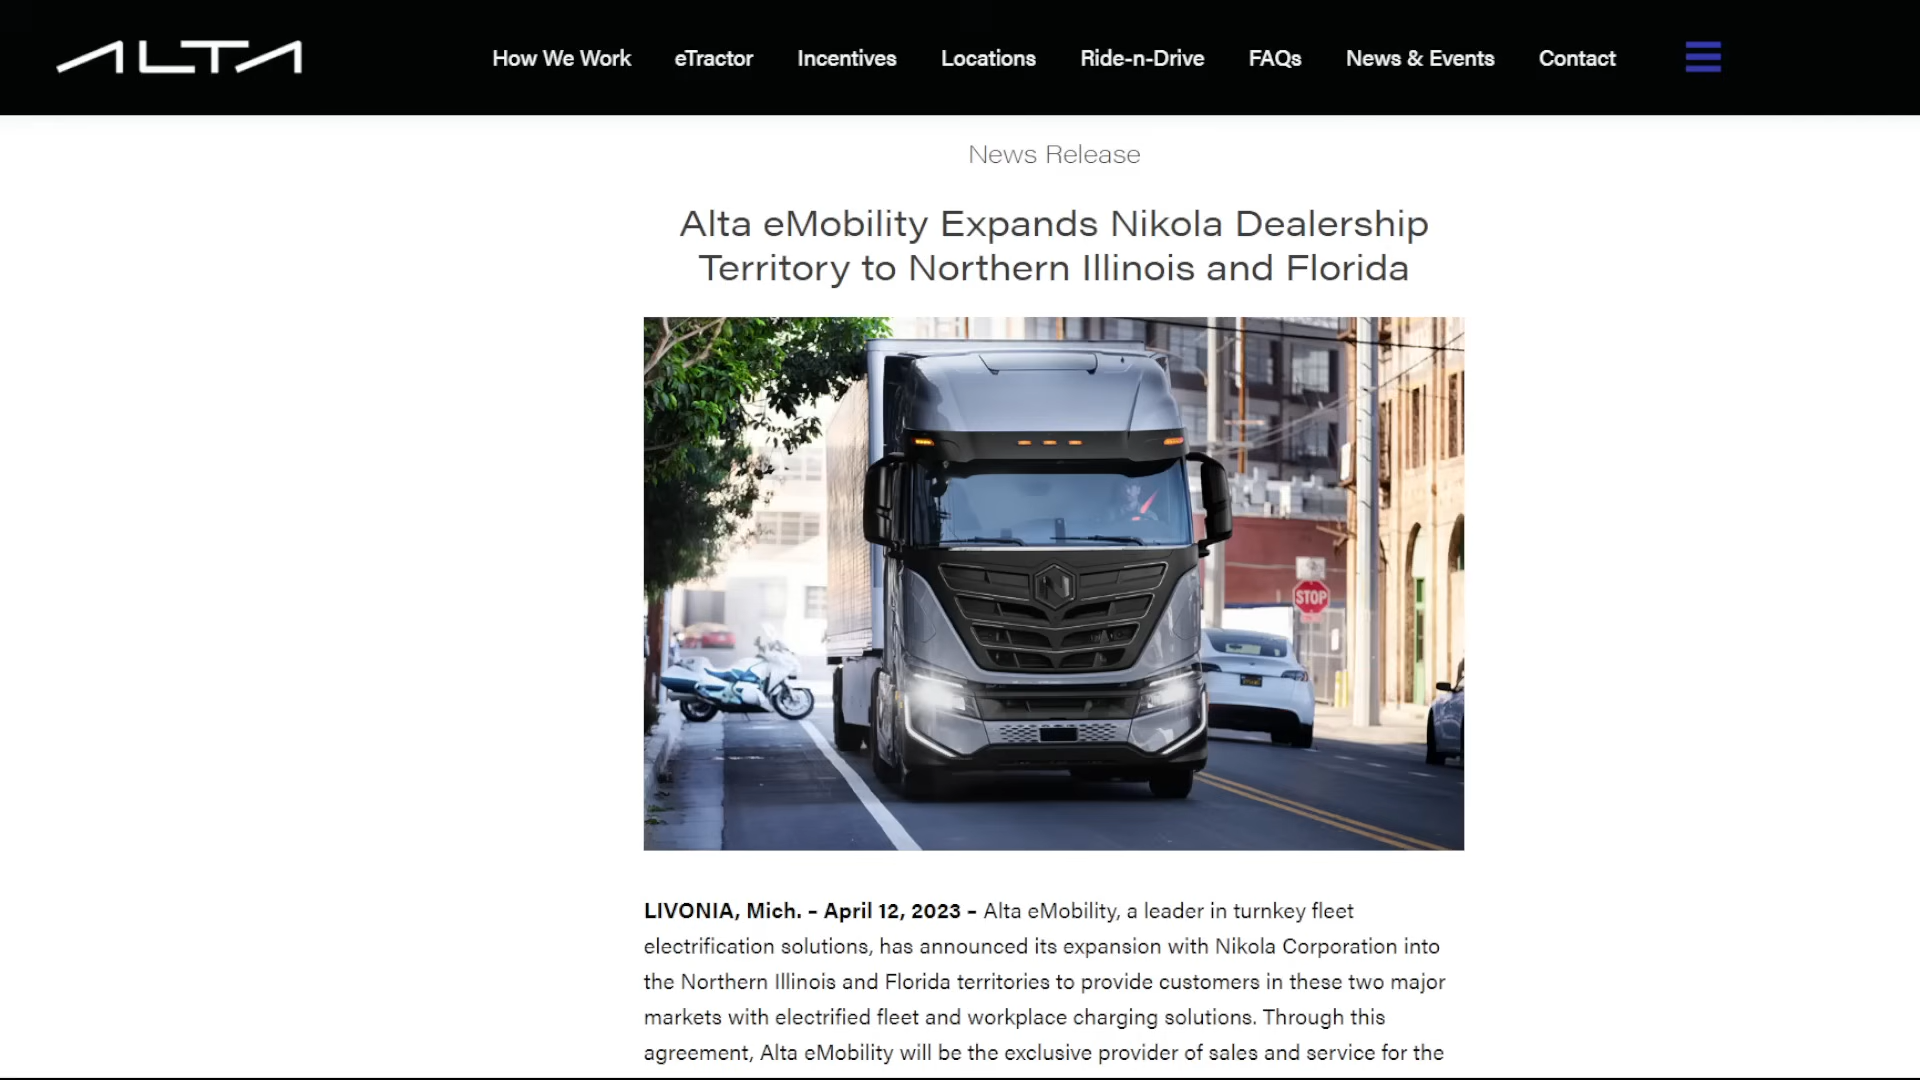 ALTA
How We Work
eTractor
Incentives
Locations
Ride-n-Drive
FAQs
News & Events
Contact
News Release
Alta eMobility Expands Nikola Dealership
Territory to Northern Illinois and Florida
STOP
LIVONIA, Mich. – April 12, 2023 – Alta eMobility, a leader in turnkey fleet
electrification solutions, has announced its expansion with Nikola Corporation into
the Northern Illinois and Florida territories to provide customers in these two major
markets with electrified fleet and workplace charging solutions. Through this
agreement, Alta eMobility will be the exclusive provider of sales and service for the